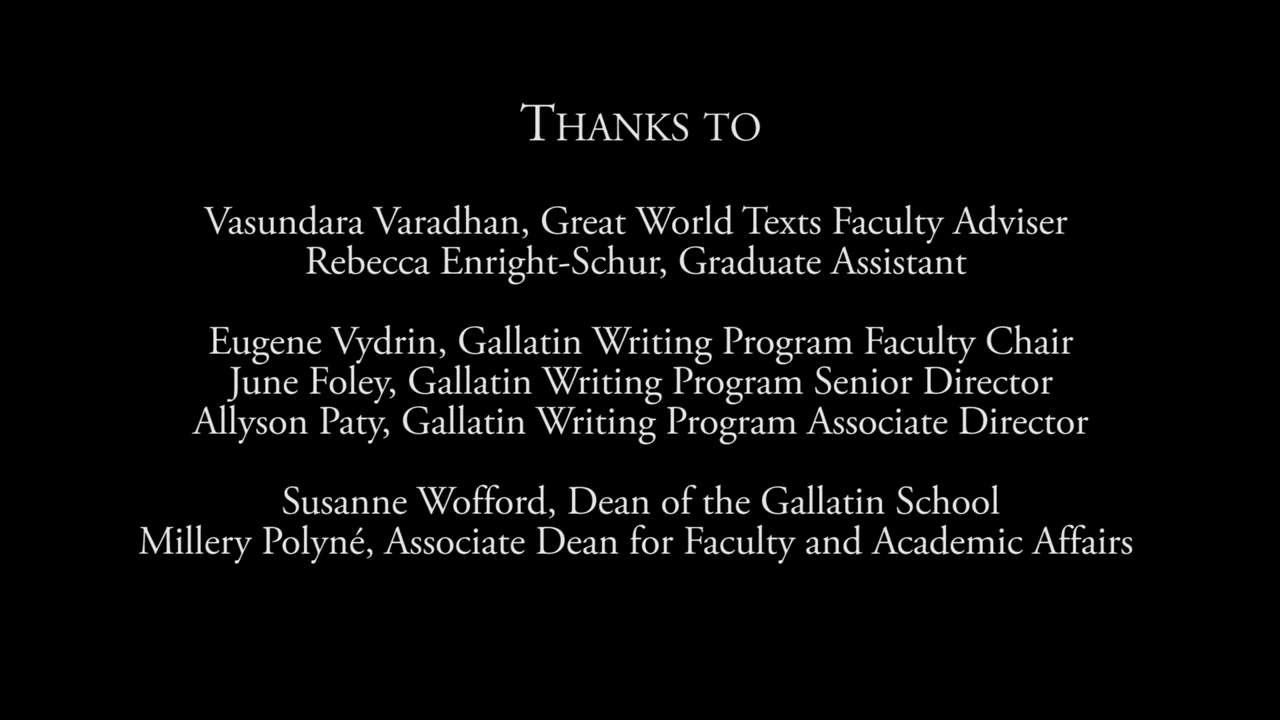 THANKS TO
Vasundara Varadhan, Great World Texts Faculty Adviser
Rebecca Enright-Schur, Graduate Assistant
Eugene Vydrin, Gallatin Writing Program Faculty Chair
June Foley, Gallatin Writing Program Senior Director
Allyson Paty, Gallatin Writing Program Associate Director
Susanne Wofford, Dean of the Gallatin School
Millery Polyné, Associate Dean for Faculty and Academic Affairs